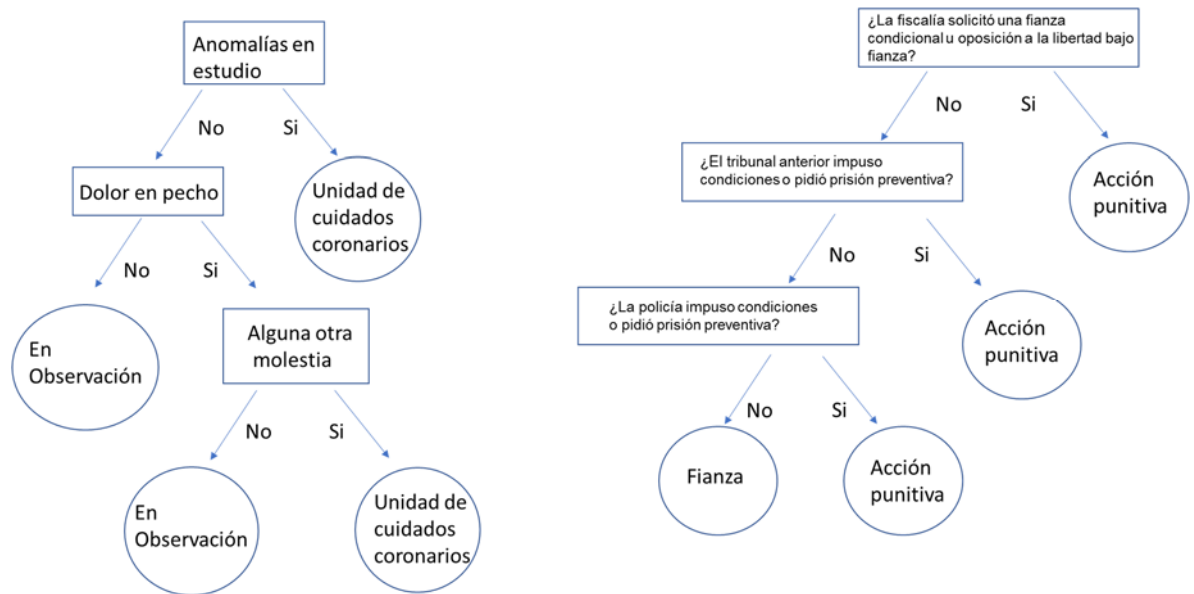 Anomalías en
estudio
No
Si
Dolor en pecho
Unidad de
cuidados
coronarios
No
Si
En
Observación
Alguna otra
molestia
No
Si
En
Observación
Unidad de
cuidados
coronarios
¿La fiscalía solicitó una fianza
condicional u oposición a la libertad bajo
fianza?
No
Si
¿El tribunal anterior impuso
condiciones o pidió prisión preventiva?
Acción
punitiva
No
Si
¿La policía impuso condiciones
o pidió prisión preventiva?
Acción
punitiva
No
Si
Fianza
Acción
punitiva